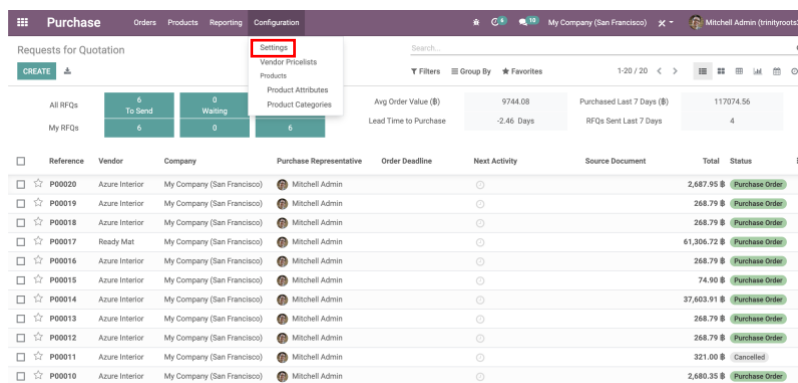 Purchase Orders Products Reporting Configuration 6 10 My Company (San Francisco) Mitchell Admin (trinityroots
Requests for Quotation Settings Search...
Vendor Pricelists
CREATE Products Filters Group By Favorites 1-20 / 20
Product Attributes
Product Categories
All RFQs 6 To Send 0 Waiting Avg Order Value (฿) 9744.08 Purchased Last 7 Days (฿) 117074.56
My RFQs 6 0 6 Lead Time to Purchase -2.46 Days RFQs Sent Last 7 Days 4
Reference Vendor Company Purchase Representative Order Deadline Next Activity Source Document Total Status
P00020 Azure Interior My Company (San Francisco) Mitchell Admin 2,687.95 ฿ Purchase Order
P00019 Azure Interior My Company (San Francisco) Mitchell Admin 268.79 ฿ Purchase Order
P00018 Azure Interior My Company (San Francisco) Mitchell Admin 268.79 ฿ Purchase Order
P00017 Ready Mat My Company (San Francisco) Mitchell Admin 61,306.72 ฿ Purchase Order
P00016 Azure Interior My Company (San Francisco) Mitchell Admin 268.79 ฿ Purchase Order
P00015 Azure Interior My Company (San Francisco) Mitchell Admin 74.90 ฿ Purchase Order
P00014 Azure Interior My Company (San Francisco) Mitchell Admin 37,603.91 ฿ Purchase Order
P00013 Azure Interior My Company (San Francisco) Mitchell Admin 268.79 ฿ Purchase Order
P00012 Azure Interior My Company (San Francisco) Mitchell Admin 268.79 ฿ Purchase Order
P00011 Azure Interior My Company (San Francisco) Mitchell Admin 321.00 ฿ Cancelled
P00010 Azure Interior My Company (San Francisco) Mitchell Admin 2,680.35 ฿ Purchase Order